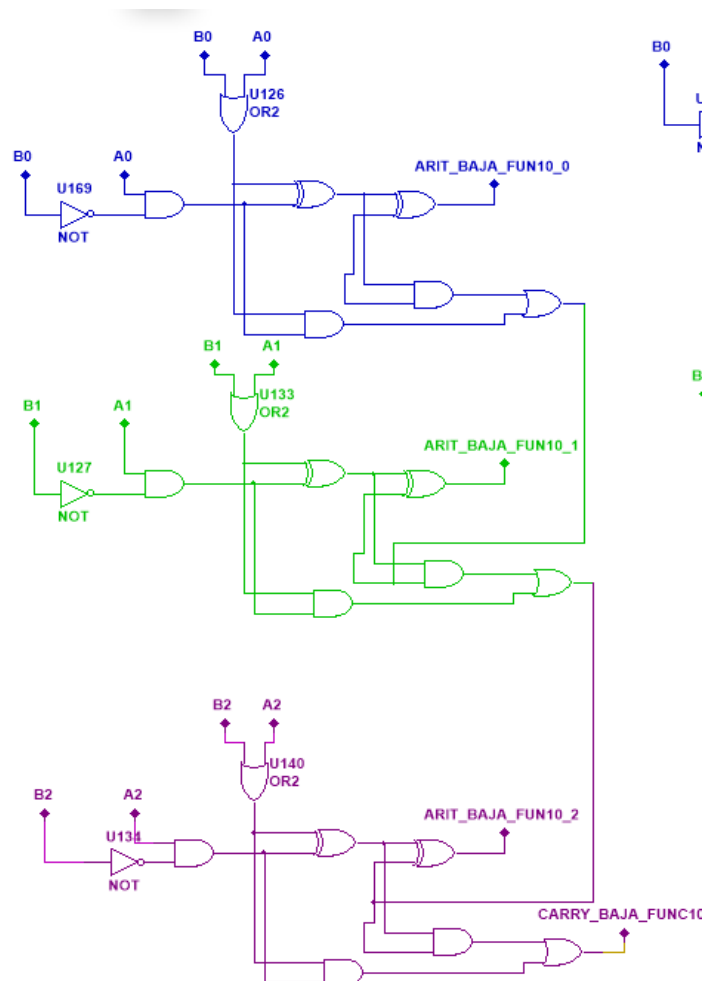 B0 A0
B0
U126
OR2
B0 A0
ARIT_BAJA_FUN10_0
U169
NOT
B1 A1
B1 A1
U133
OR2
ARIT_BAJA_FUN10_1
U127
NOT
B2 A2
U140
OR2
B2 A2
ARIT_BAJA_FUN10_2
U134
NOT
CARRY_BAJA_FUNC10